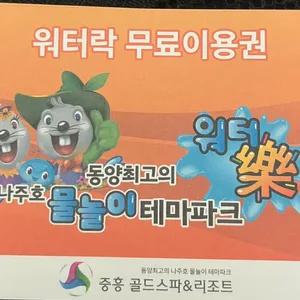 워터락 무료이용권
워터
樂
동양최고의
나주호 물놀이 테마파크
동양최고의 나주호 물놀이 테마파크
중흥 골드스파&리조트